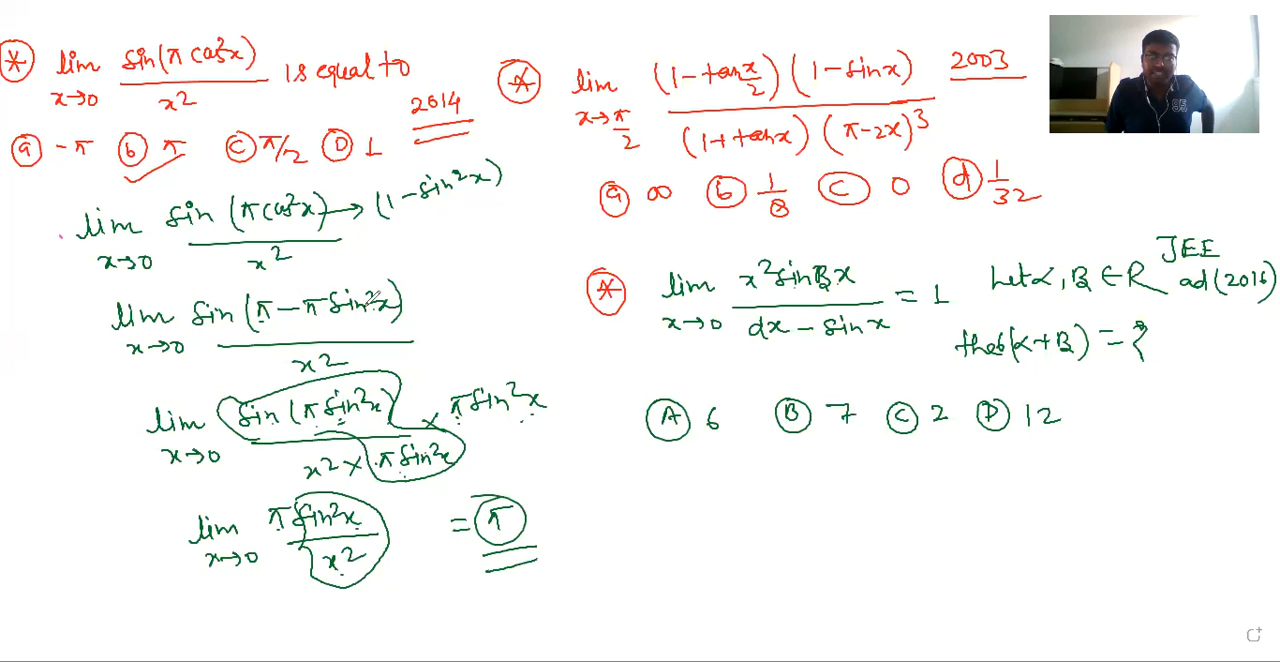 * lim x→0 sin(π cos²x) / x² is equal to
2014
a -π b π c π/2 D 1
lim x→0 sin (π cos²x) / x² → (1 - sin²x)
lim x→0 sin (π - π sin²x) / x²
lim x→0 sin (π sin²x) / x² × π sin²x × π sin²x
lim x→0 π sin²x / x² = π
* lim x→π/2 (1 - tan x/2) (1 - sin x) / (1 + tan x) (π - 2x)³ 2003
a ∞ b 1/8 c 0 d 1/32
* lim x→0 x² sin Bx / dx - sin x = 1 Let α, B ∈ R JEE ad (2016)
(α + B) = ?
A 6 B 7 C 2 D 12
95